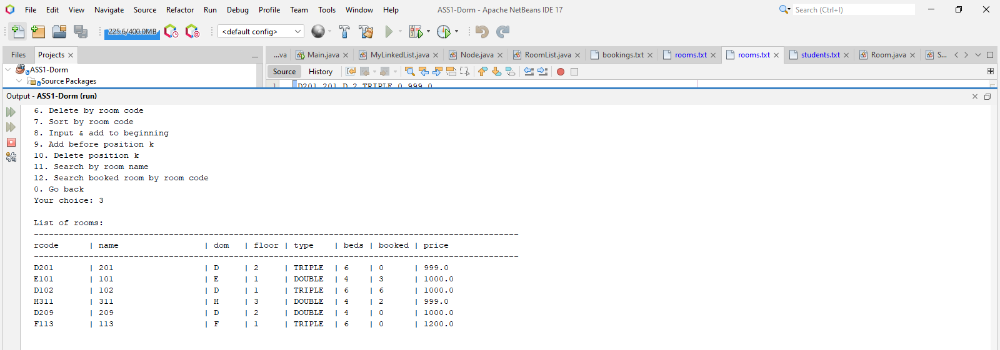 File Edit View Navigate Source Refactor Run Debug Profile Team Tools Window Help ASS1-Dorm - Apache NetBeans IDE 17 Search (Ctrl+I)
225.6/400.0MB <default config>
Files Projects ...va Main.java MyLinkedList.java Node.java RoomList.java bookings.txt rooms.txt rooms.txt students.txt Room.java S...
ASS1-Dorm Source History
Source Packages 1 D201 201 D 2 TRIPLE 0 999.0
Output - ASS1-Dorm (run)
6. Delete by room code
7. Sort by room code
8. Input & add to beginning
9. Add before position k
10. Delete position k
11. Search by room name
12. Search booked room by room code
0. Go back
Your choice: 3
List of rooms:
-------------------------------------------------------------------------------------------------
rcode | name | dom | floor | type | beds | booked | price
-------------------------------------------------------------------------------------------------
D201 | 201 | D | 2 | TRIPLE | 6 | 0 | 999.0
E101 | 101 | E | 1 | DOUBLE | 4 | 3 | 1000.0
D102 | 102 | D | 1 | TRIPLE | 6 | 6 | 1000.0
H311 | 311 | H | 3 | DOUBLE | 4 | 2 | 999.0
D209 | 209 | D | 2 | DOUBLE | 4 | 0 | 1000.0
F113 | 113 | F | 1 | TRIPLE | 6 | 0 | 1200.0